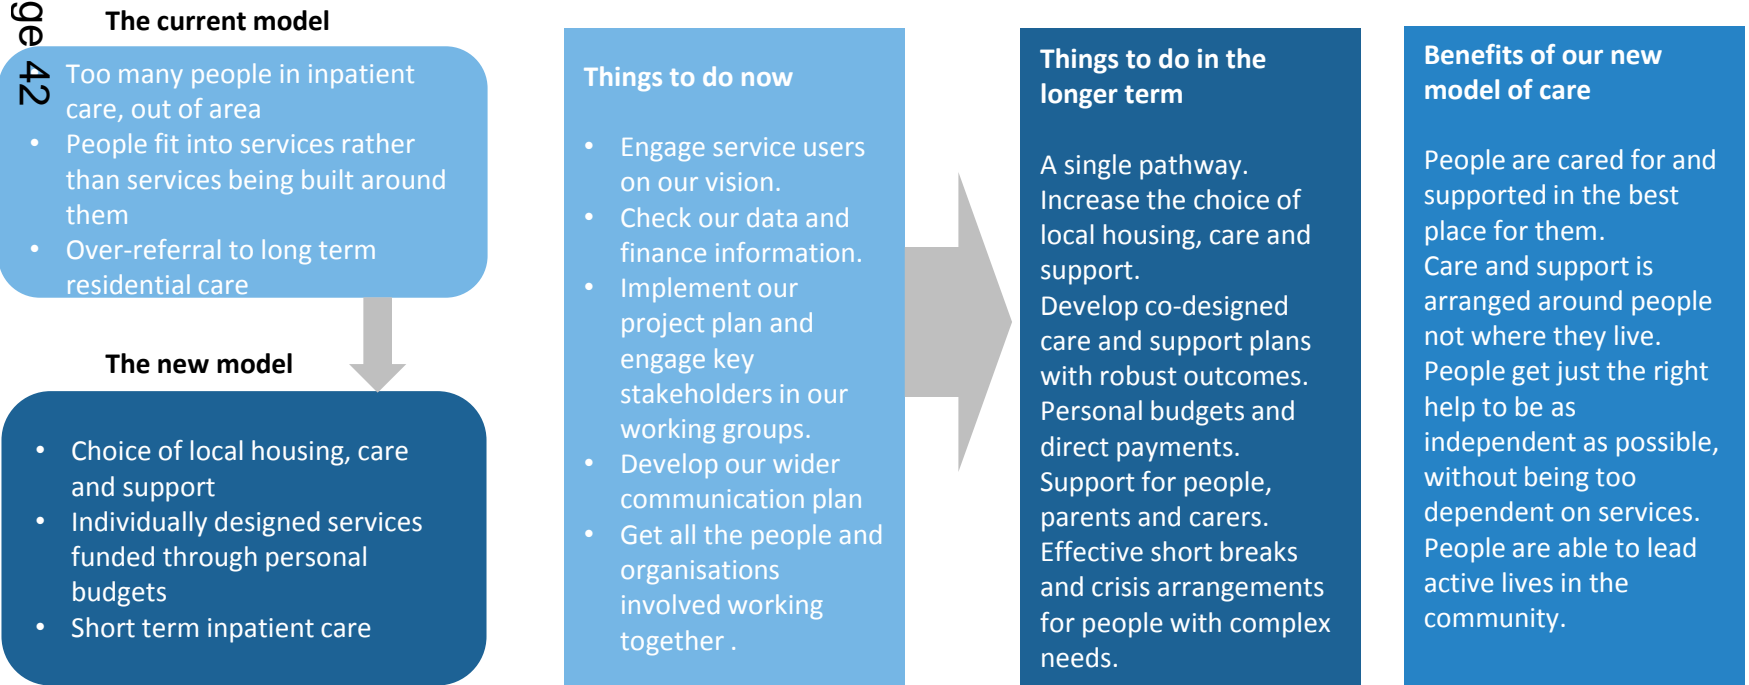 ge 42
The current model
Too many people in inpatient
care, out of area
• People fit into services rather
than services being built around
them
• Over-referral to long term
residential care
The new model
• Choice of local housing, care
and support
• Individually designed services
funded through personal
budgets
• Short term inpatient care
Things to do now
• Engage service users
on our vision.
• Check our data and
finance information.
• Implement our
project plan and
engage key
stakeholders in our
working groups.
• Develop our wider
communication plan
• Get all the people and
organisations
involved working
together .
Things to do in the
longer term
A single pathway.
Increase the choice of
local housing, care and
support.
Develop co-designed
care and support plans
with robust outcomes.
Personal budgets and
direct payments.
Support for people,
parents and carers.
Effective short breaks
and crisis arrangements
for people with complex
needs.
Benefits of our new
model of care
People are cared for and
supported in the best
place for them.
Care and support is
arranged around people
not where they live.
People get just the right
help to be as
independent as possible,
without being too
dependent on services.
People are able to lead
active lives in the
community.